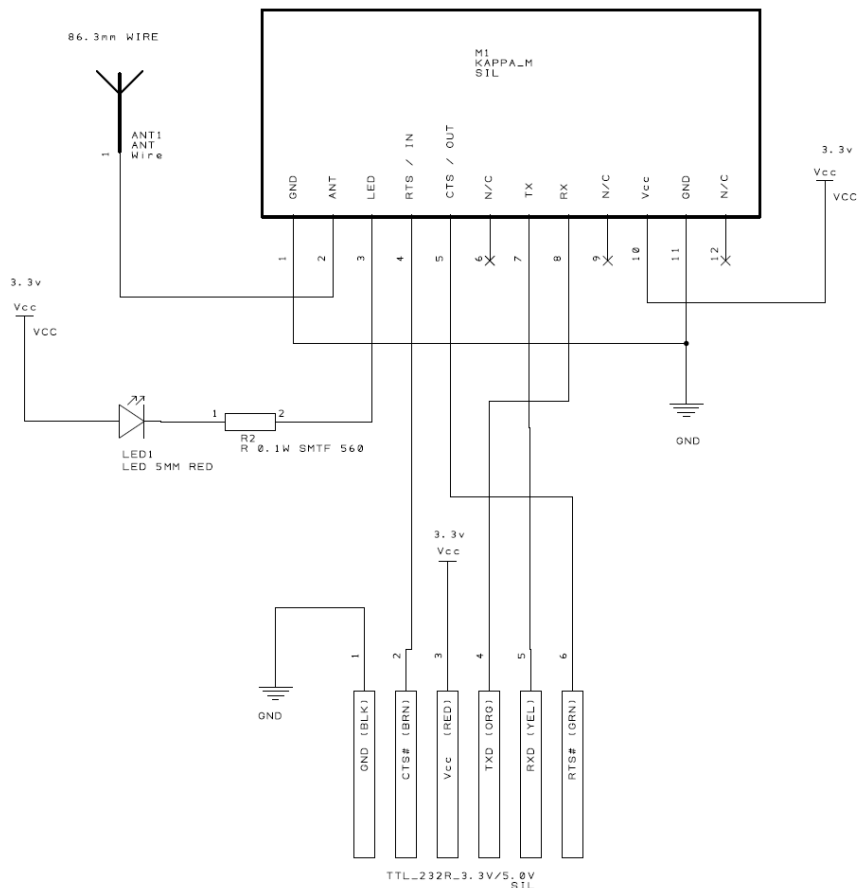 86.3mm WIRE
M1
KAPPA_M
SIL
ANT1
ANT
Wire
1
GND
ANT
LED
RTS / IN
CTS / OUT
N/C
TX
RX
N/C
Vcc
GND
N/C
1
2
3
4
5
6
7
8
9
10
11
12
3.3v
Vcc
VCC
3.3v
Vcc
VCC
1
2
R2
R 0.1W SMTF 560
LED1
LED 5MM RED
GND
3.3v
Vcc
GND
1
2
3
4
5
6
GND (BLK)
CTS# (BRN)
Vcc (RED)
TXD (ORG)
RXD (YEL)
RTS# (GRN)
TTL_232R_3.3V/5.0V
SIL